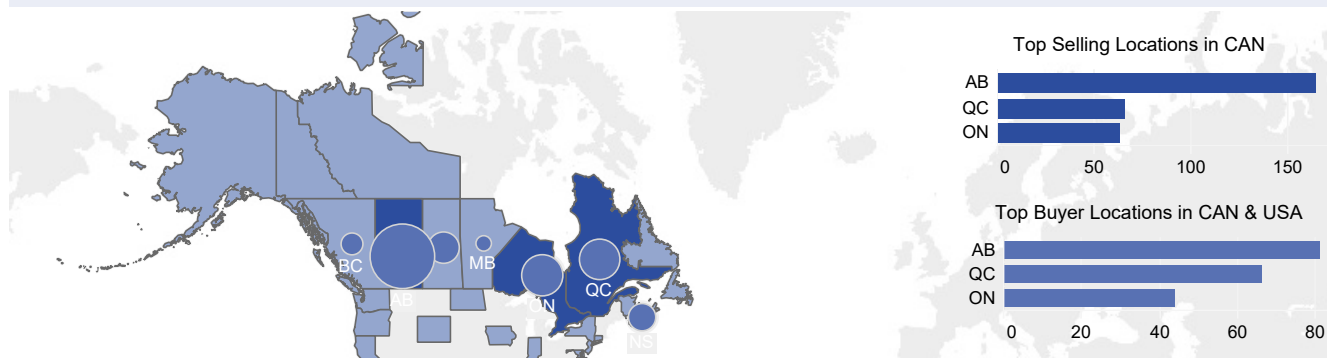 Top Selling Locations in CAN
AB
QC
ON
0 50 100 150
Top Buyer Locations in CAN & USA
AB
QC
ON
0 20 40 60 80
BC
AB
MB
ON
QC
NS